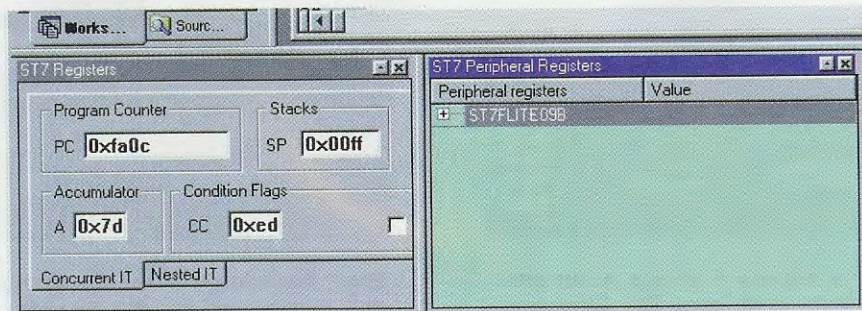 Works...
Sourc...
ST7 Registers
Program Counter
PC 0xfa0c
Stacks
SP 0x00ff
Accumulator
A 0x7d
Condition Flags
CC 0xed
Concurrent IT
Nested IT
ST7 Peripheral Registers
Peripheral registers
Value
ST7FLITE09B